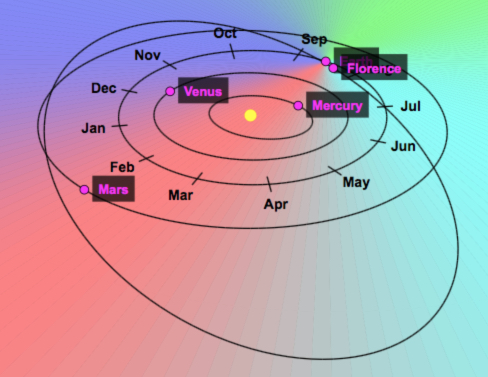 Oct
Sep
Nov
Florence
Dec
Venus
Mercury
Jul
Jan
Jun
Feb
May
Mars
Mar
Apr